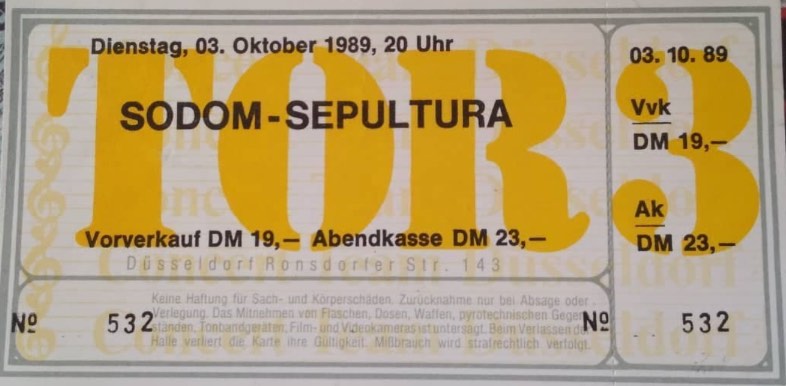 Dienstag, 03. Oktober 1989, 20 Uhr
TOR 3
SODOM-SEPULTURA
Vorverkauf DM 19,– Abendkasse DM 23,–
Düsseldorf Ronsdorfer Str. 143
03. 10. 89
Vvk
DM 19,–
Ak
DM 23,–
Keine Haftung für Sach- und Körperschäden. Zurücknahme nur bei Absage oder
Verlegung. Das Mitnehmen von Flaschen, Dosen, Waffen, pyrotechnischen Gegen
ständen, Tonbandgeräten, Film- und Videokameras ist untersagt. Beim Verlassen d
Halle verliert die Karte ihre Gültigkeit. Mißbrauch wird strafrechtlich verfolgt.
Nº 532
Nº 532